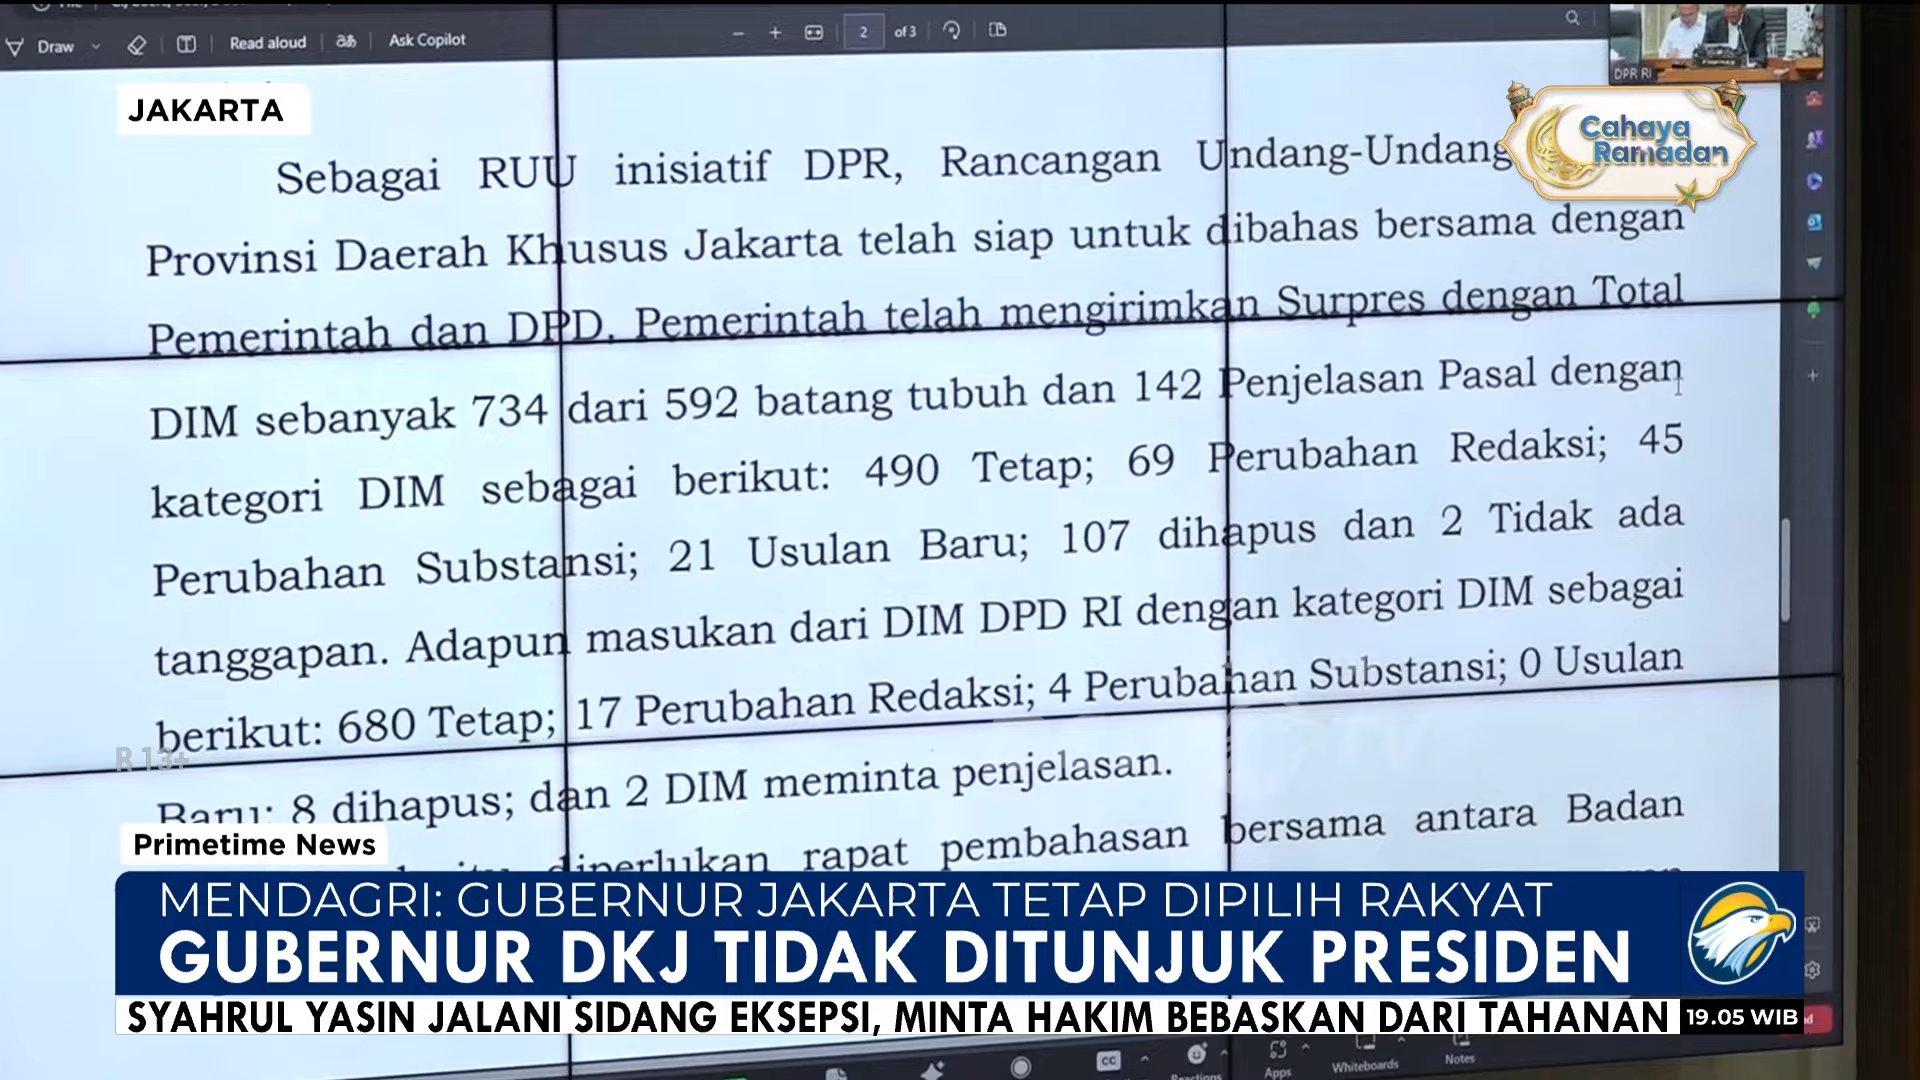 Draw
Read aloud
aあ
Ask Copilot
2 of 3
DPR RI
JAKARTA
Cahaya
Ramadan
Sebagai RUU inisiatif DPR, Rancangan Undang-Undang
Provinsi Daerah Khusus Jakarta telah siap untuk dibahas bersama dengan
Pemerintah dan DPD. Pemerintah telah mengirimkan Surpres dengan Total
DIM sebanyak 734 dari 592 batang tubuh dan 142 Penjelasan Pasal dengan
kategori DIM sebagai berikut: 490 Tetap; 69 Perubahan Redaksi; 45
Perubahan Substansi; 21 Usulan Baru; 107 dihapus dan 2 Tidak ada
tanggapan. Adapun masukan dari DIM DPD RI dengan kategori DIM sebagai
berikut: 680 Tetap; 17 Perubahan Redaksi; 4 Perubahan Substansi; 0 Usulan
Baru; 8 dihapus; dan 2 DIM meminta penjelasan.
R 13+
diperlukan rapat pembahasan bersama antara Badan
Primetime News
MENDAGRI: GUBERNUR JAKARTA TETAP DIPILIH RAKYAT
GUBERNUR DKJ TIDAK DITUNJUK PRESIDEN
SYAHRUL YASIN JALANI SIDANG EKSEPSI, MINTA HAKIM BEBASKAN DARI TAHANAN
19.05 WIB
CC
Reactions
Apps
Whiteboards
Notes